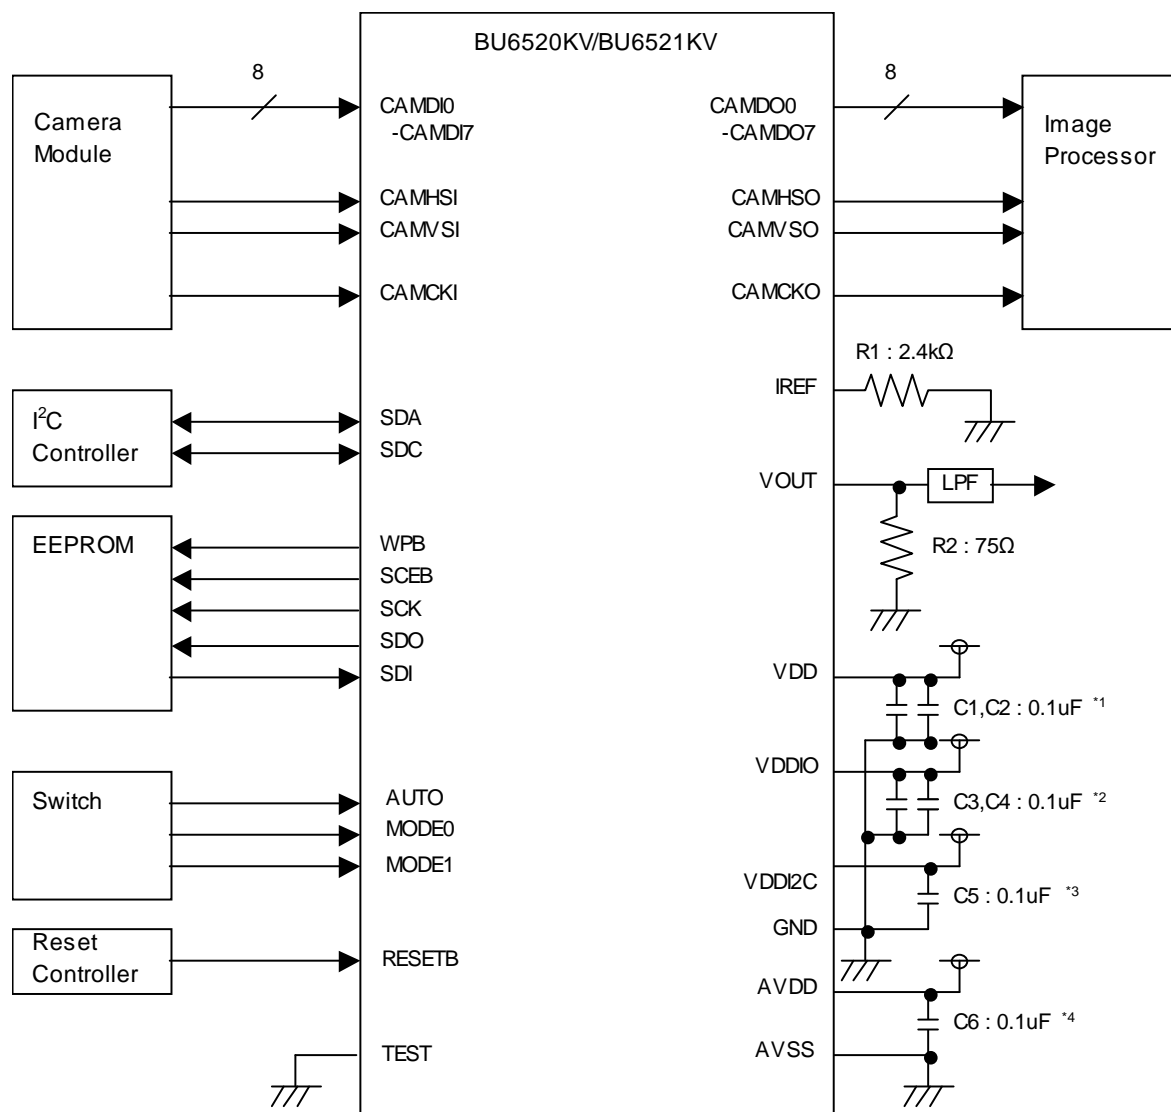 BU6520KV/BU6521KV
8
8
Camera
Module
CAMDI0
-CAMDI7
CAMDO0
-CAMDO7
Image
Processor
CAMHSI
CAMHSO
CAMVSI
CAMVSO
CAMCKI
CAMCKO
R1 : 2.4kΩ
IREF
I²C
Controller
SDA
SDC
VOUT
LPF
R2 : 75Ω
EEPROM
WPB
SCEB
SCK
SDO
SDI
VDD
C1,C2 : 0.1uF *1
VDDIO
C3,C4 : 0.1uF *2
Switch
AUTO
MODE0
MODE1
VDDI2C
C5 : 0.1uF *3
GND
Reset
Controller
RESETB
AVDD
C6 : 0.1uF *4
TEST
AVSS